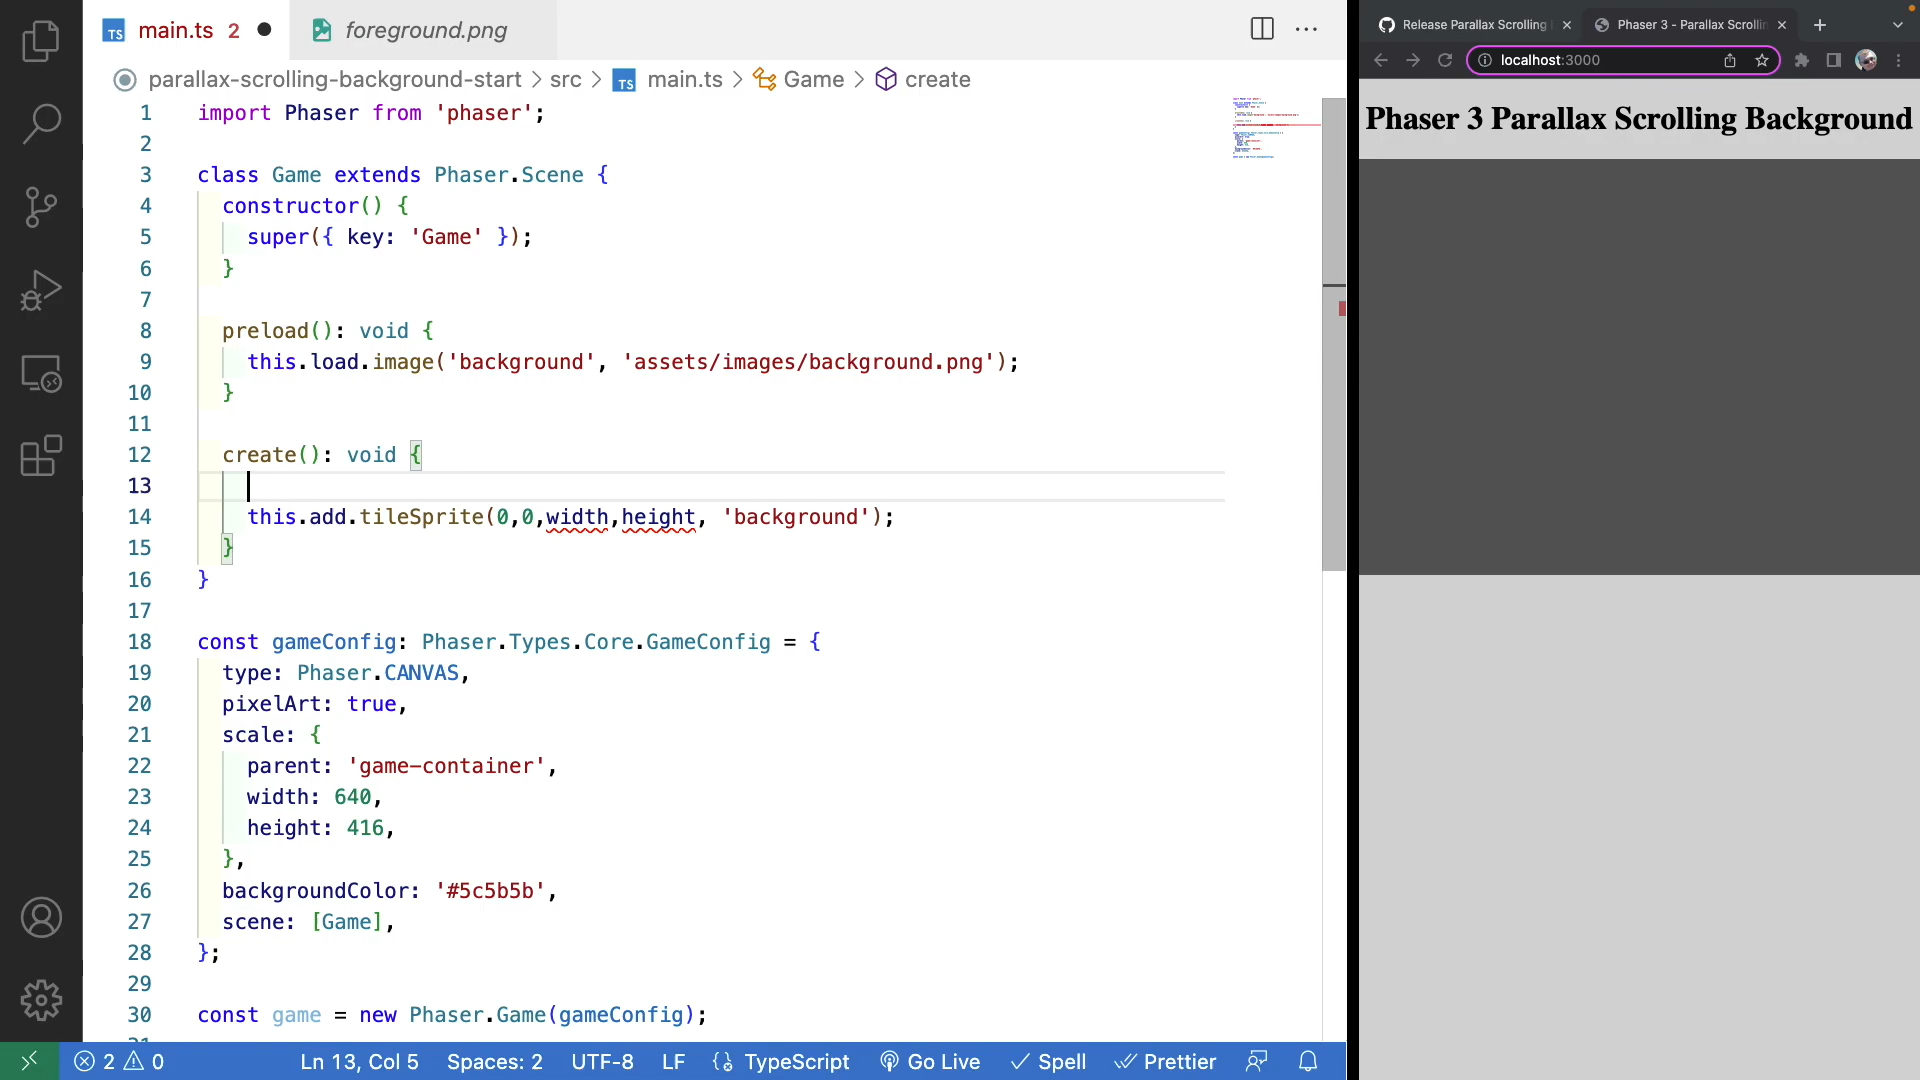 TS main.ts 2
foreground.png
parallax-scrolling-background-start > src > TS main.ts > Game > create
1 import Phaser from 'phaser';
2
3 class Game extends Phaser.Scene {
4 constructor() {
5 super({ key: 'Game' });
6 }
7
8 preload(): void {
9 this.load.image('background', 'assets/images/background.png');
10 }
11
12 create(): void {
13
14 this.add.tileSprite(0,0,width,height, 'background');
15 }
16 }
17
18 const gameConfig: Phaser.Types.Core.GameConfig = {
19 type: Phaser.CANVAS,
20 pixelArt: true,
21 scale: {
22 parent: 'game-container',
23 width: 640,
24 height: 416,
25 },
26 backgroundColor: '#5c5b5b',
27 scene: [Game],
28 };
29
30 const game = new Phaser.Game(gameConfig);
2 0 Ln 13, Col 5 Spaces: 2 UTF-8 LF TypeScript Go Live Spell Prettier
Release Parallax Scrolling
Phaser 3 - Parallax Scrollin
localhost:3000
Phaser 3 Parallax Scrolling Background